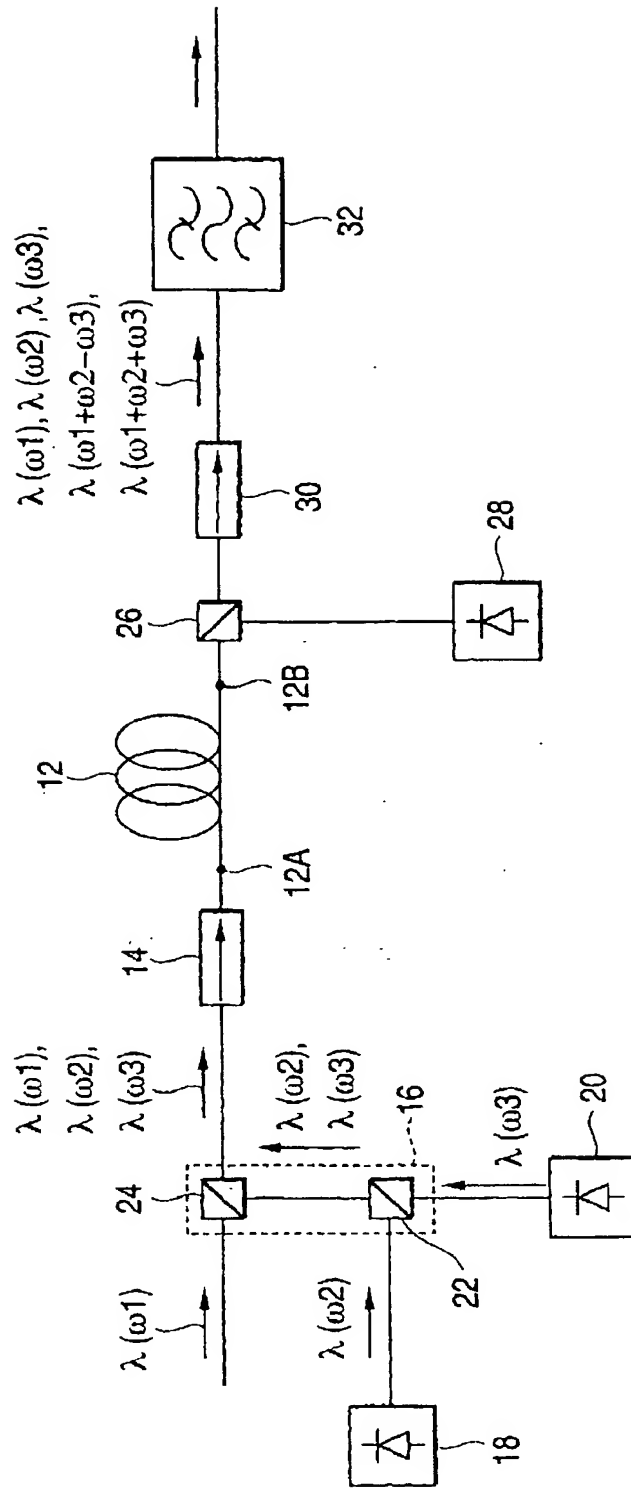 λ(ω1)
λ(ω2)
18
22
24
16
λ(ω2),
λ(ω3)
λ(ω3)
20
λ(ω1),
λ(ω2),
λ(ω3)
14
12A
12
12B
26
28
30
λ(ω1), λ(ω2), λ(ω3),
λ(ω1+ω2−ω3),
λ(ω1+ω2+ω3)
32